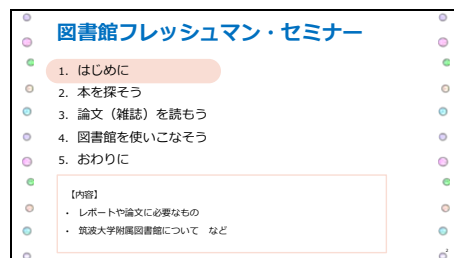 図書館フレッシュマン・セミナー
1. はじめに
2. 本を探そう
3. 論文（雑誌）を読もう
4. 図書館を使いこなそう
5. おわりに
【内容】
・ レポートや論文に必要なもの
・ 筑波大学附属図書館について　など
2